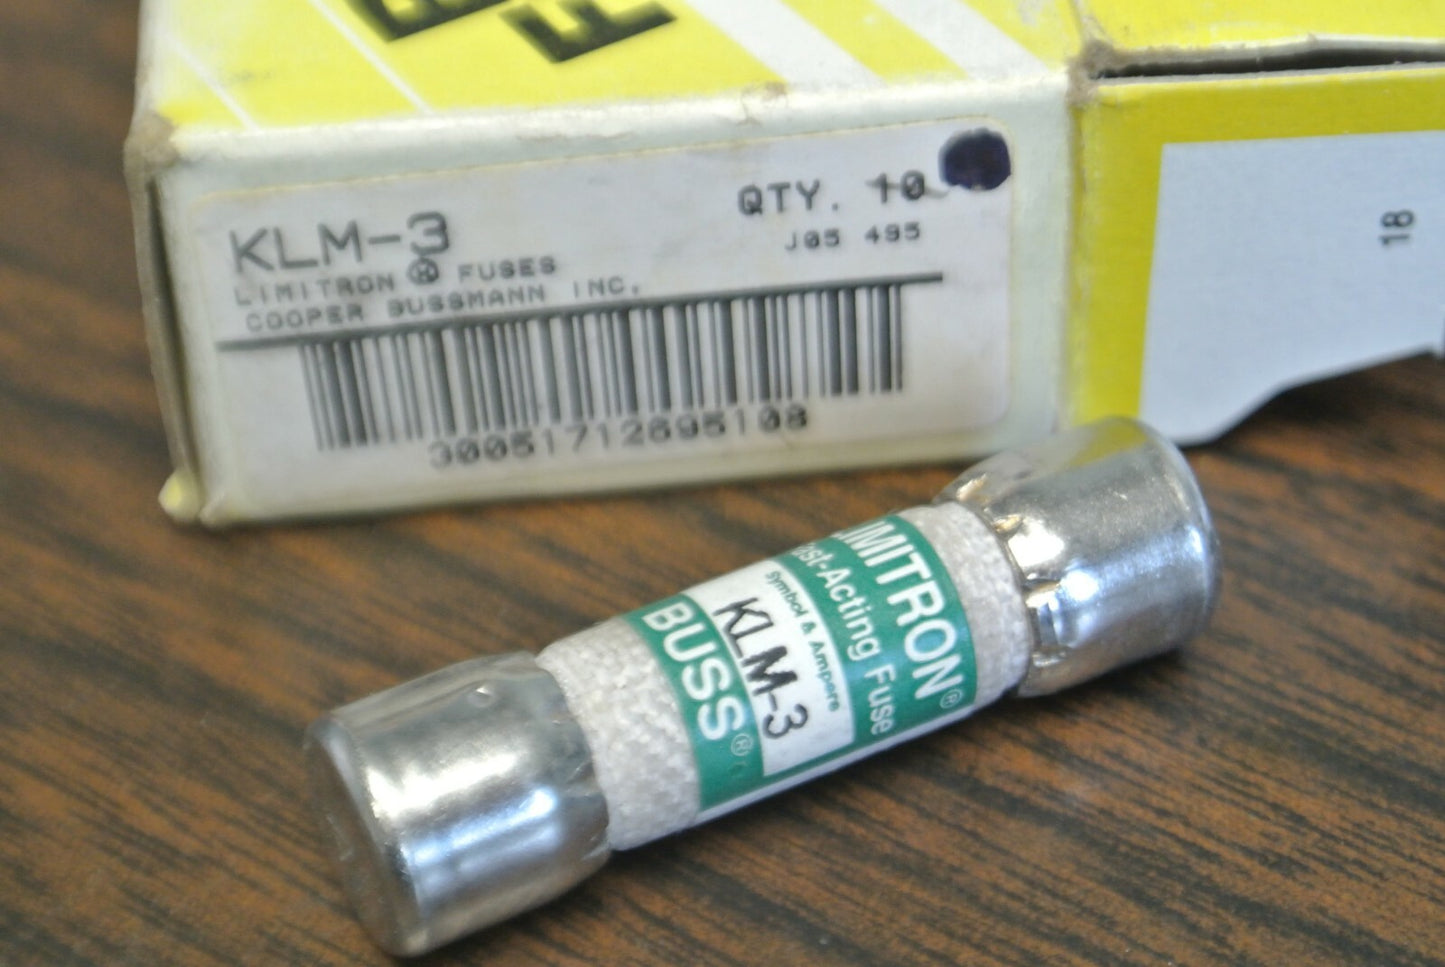 KLM-3
QTY. 10
J05 495
LIMITRON ® FUSES
COOPER BUSSMANN INC.
30051712695108
18
LIMITRON®
Fast-Acting Fuse
Symbol & Ampere
KLM-3
BUSS®